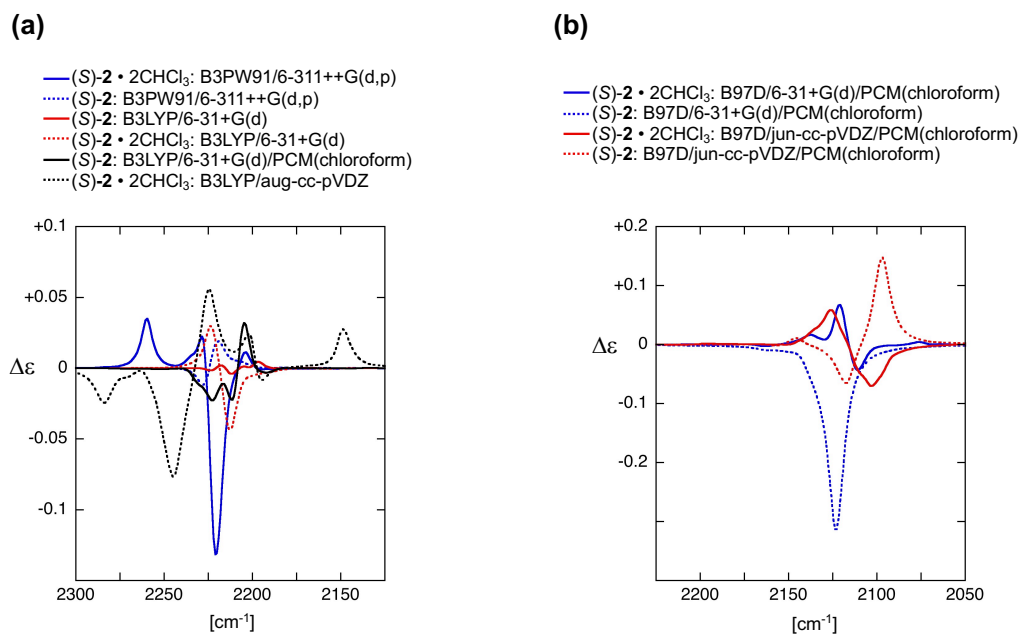 (a)
(S)-2 • 2CHCl₃: B3PW91/6-311++G(d,p)
(S)-2: B3PW91/6-311++G(d,p)
(S)-2: B3LYP/6-31+G(d)
(S)-2 • 2CHCl₃: B3LYP/6-31+G(d)
(S)-2: B3LYP/6-31+G(d)/PCM(chloroform)
(S)-2 • 2CHCl₃: B3LYP/aug-cc-pVDZ
+0.1
+0.05
Δε
0
-0.05
-0.1
2300 2250 2200 2150
[cm⁻¹]
(b)
(S)-2 • 2CHCl₃: B97D/6-31+G(d)/PCM(chloroform)
(S)-2: B97D/6-31+G(d)/PCM(chloroform)
(S)-2 • 2CHCl₃: B97D/jun-cc-pVDZ/PCM(chloroform)
(S)-2: B97D/jun-cc-pVDZ/PCM(chloroform)
+0.2
+0.1
Δε
0
-0.1
-0.2
2200 2150 2100 2050
[cm⁻¹]